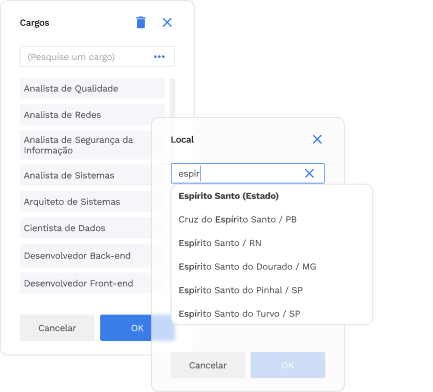 Cargos
(Pesquise um cargo)
Analista de Qualidade
Analista de Redes
Analista de Segurança da
Informação
Analista de Sistemas
Arquiteto de Sistemas
Cientista de Dados
Desenvolvedor Back-end
Desenvolvedor Front-end
Cancelar
OK
Local
espir
Espírito Santo (Estado)
Cruz do Espírito Santo / PB
Espírito Santo / RN
Espírito Santo do Dourado / MG
Espírito Santo do Pinhal / SP
Espírito Santo do Turvo / SP
Cancelar
OK